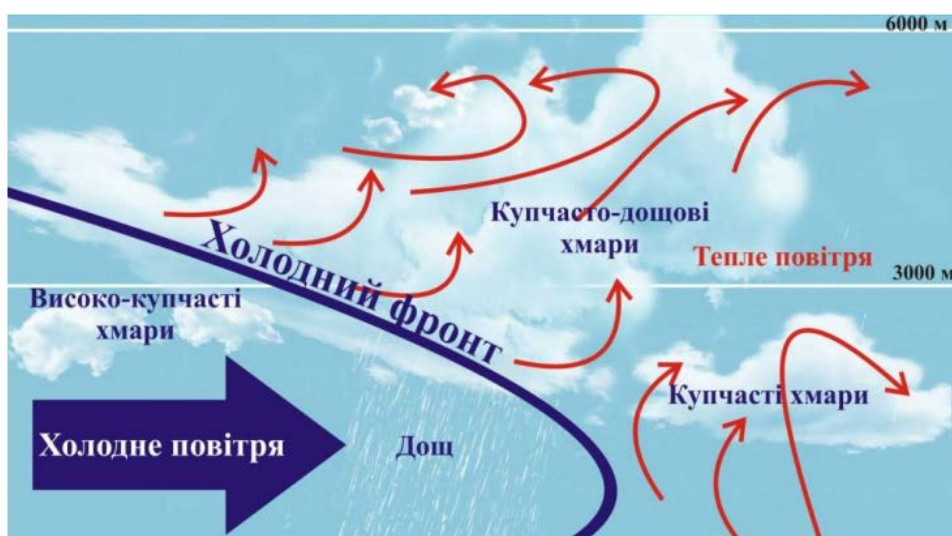 6000 м
Купчасто-дощові
хмари
Тепле повітря
3000 м
Холодний фронт
Високо-купчасті
хмари
Купчасті хмари
Холодне повітря
Дощ